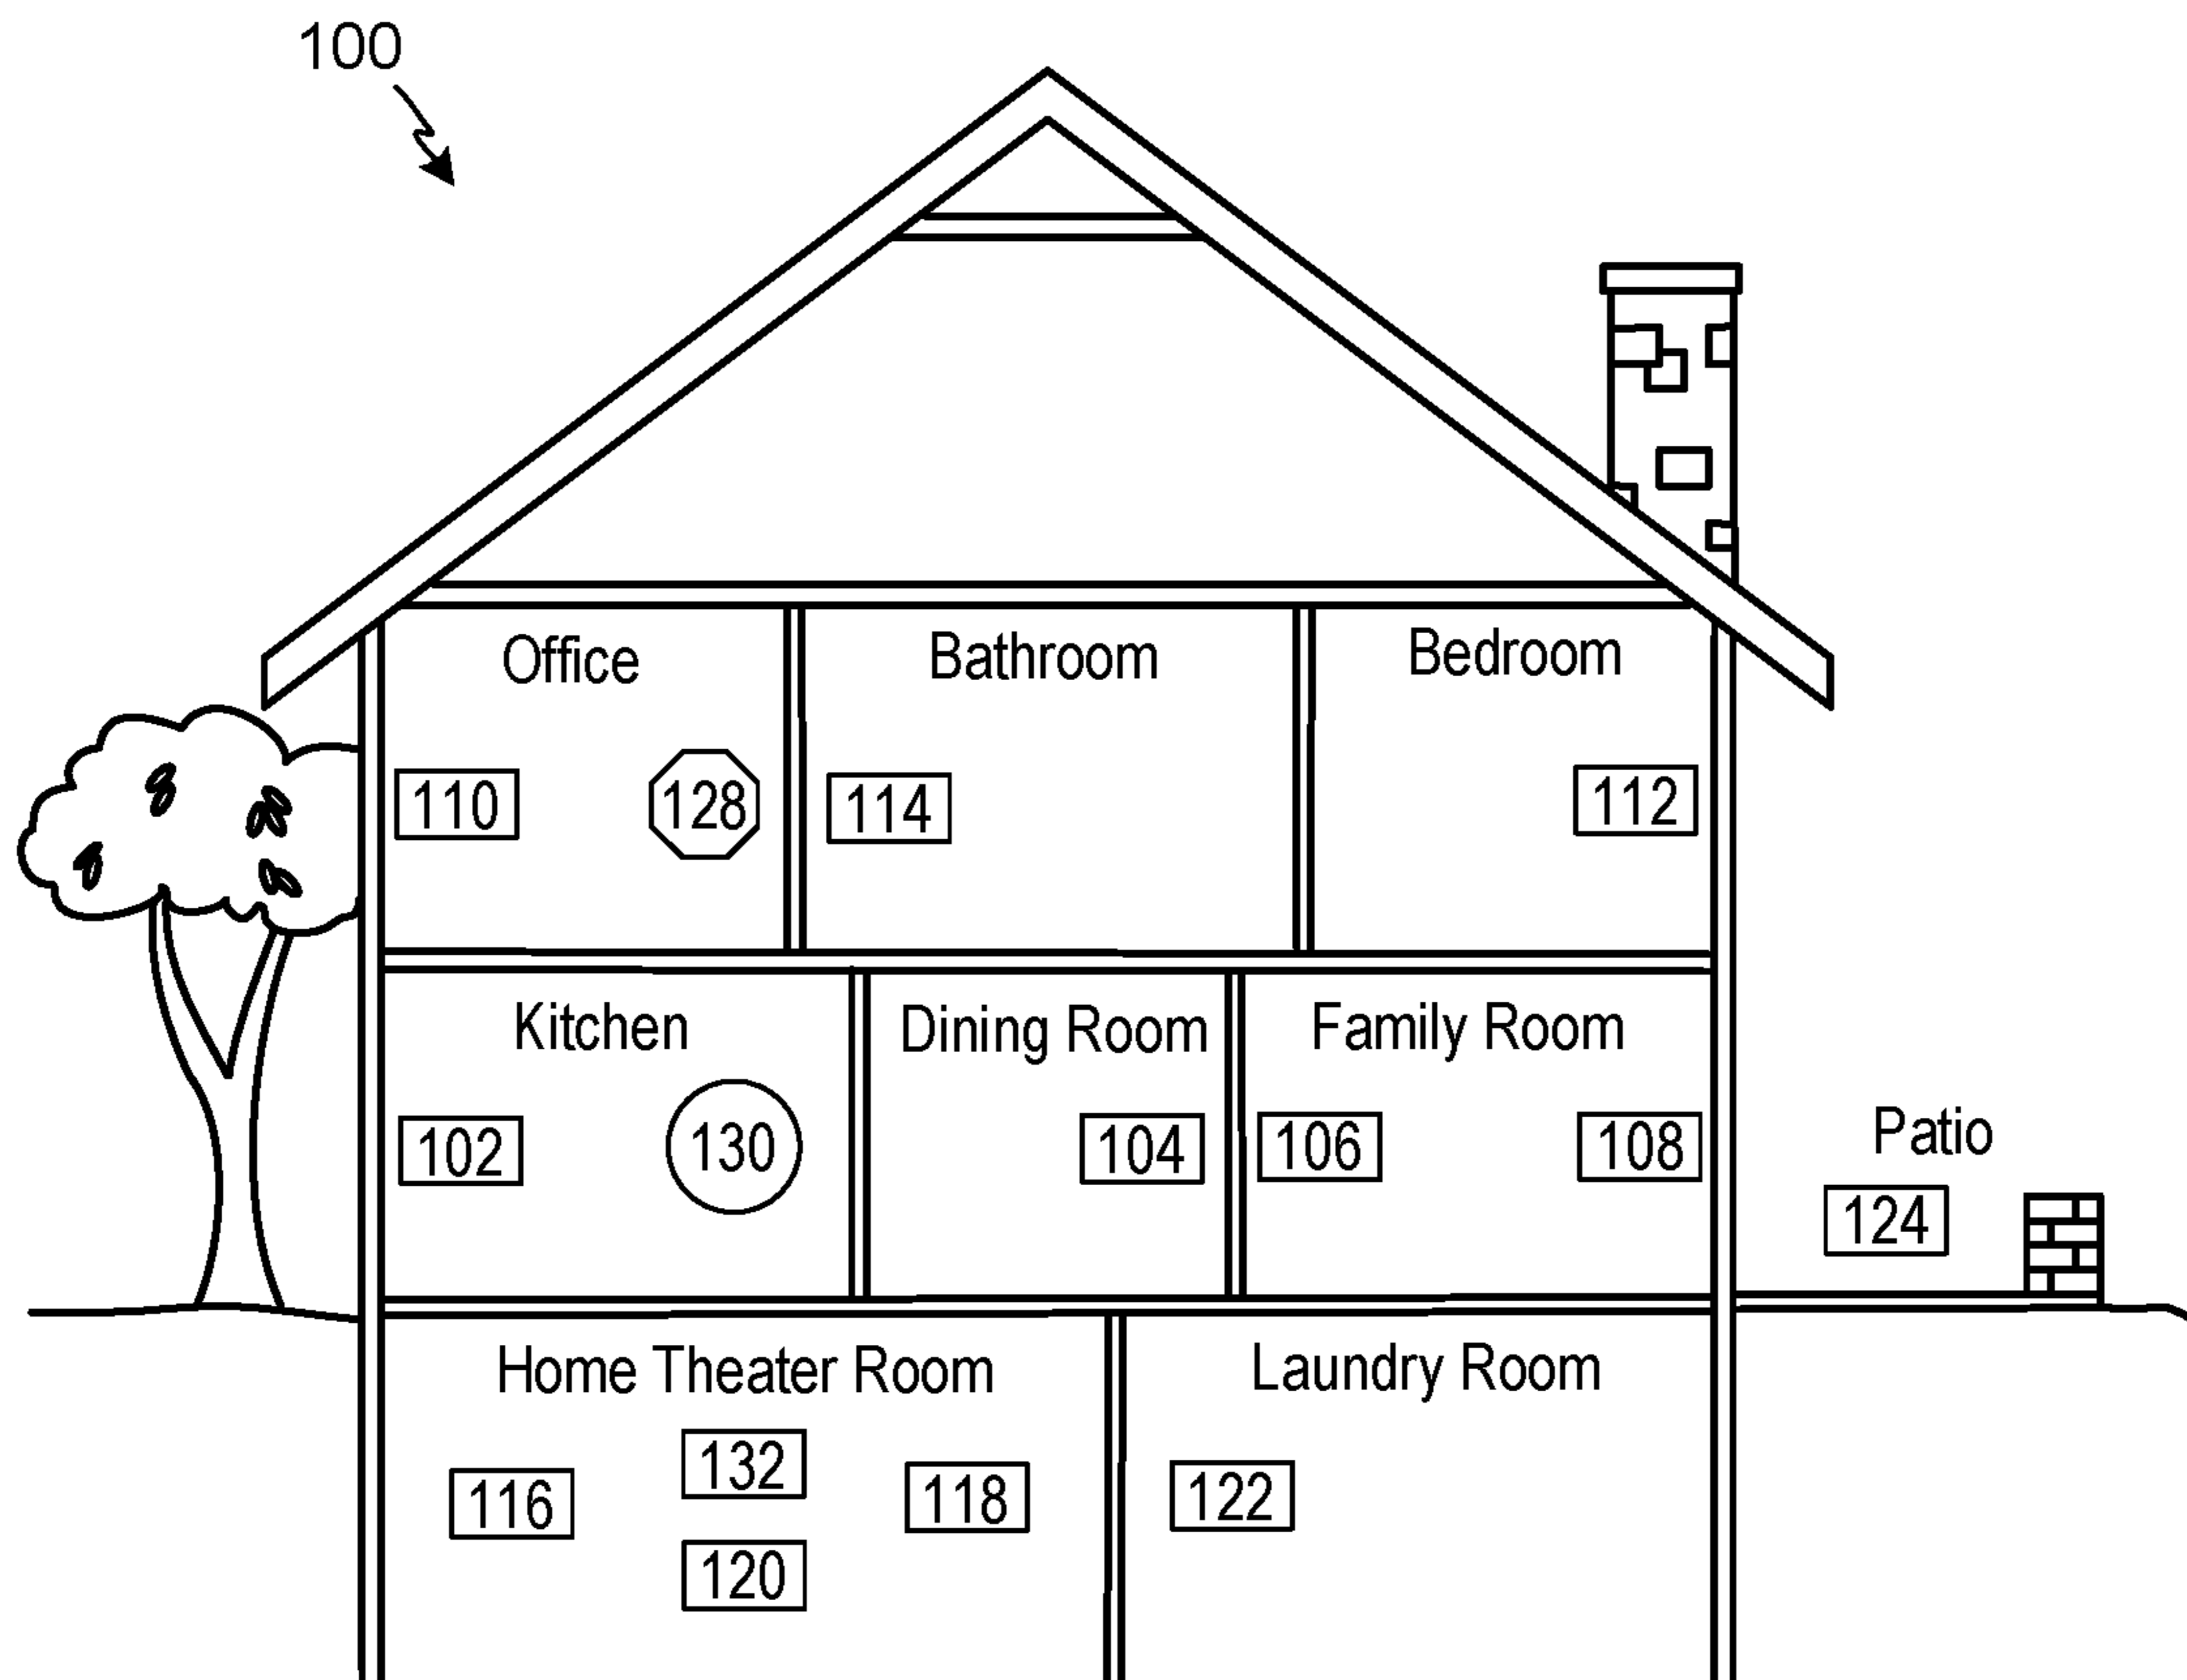 100
Office
Bathroom
Bedroom
110
128
114
112
Kitchen
Dining Room
Family Room
102
130
104
106
108
Patio
124
Home Theater Room
Laundry Room
116
132
118
122
120